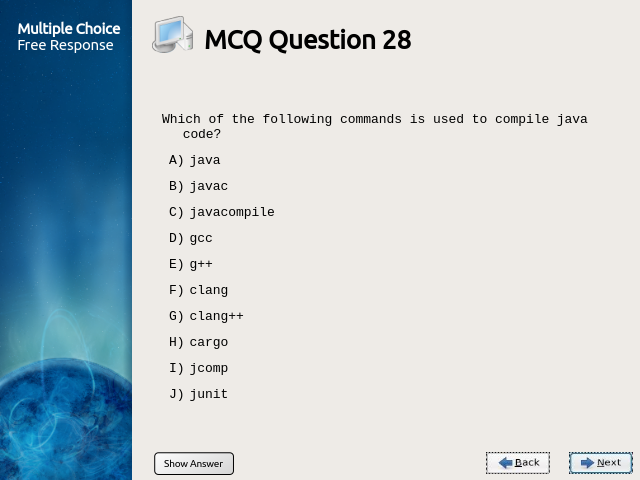 Multiple Choice
Free Response
MCQ Question 28
Which of the following commands is used to compile java
code?
A) java
B) javac
C) javacompile
D) gcc
E) g++
F) clang
G) clang++
H) cargo
I) jcomp
J) junit
Show Answer
Back
Next